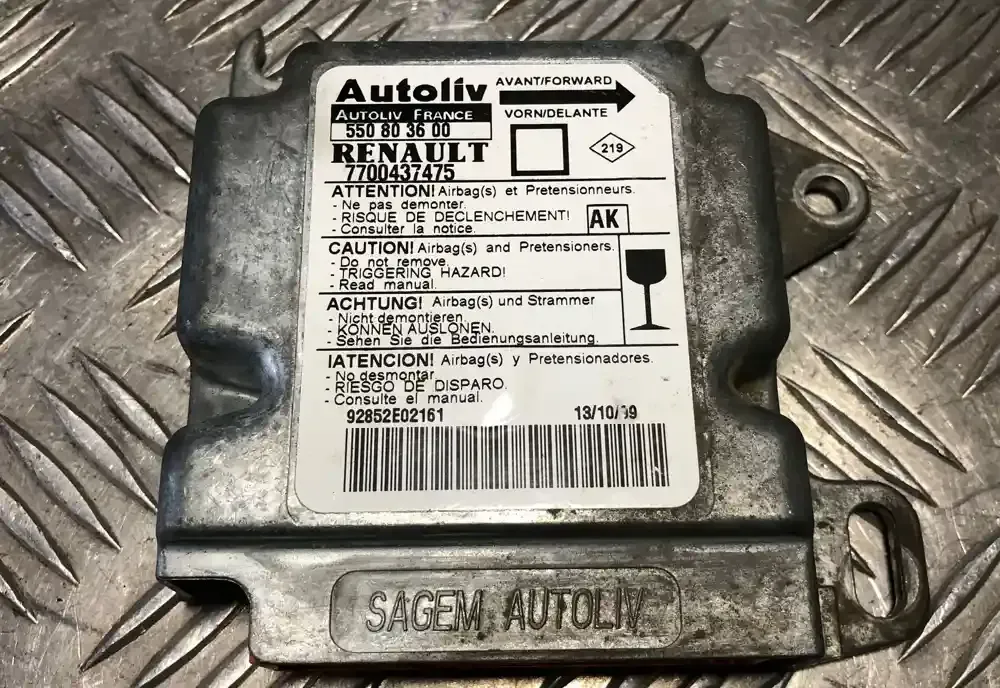 Autoliv
AUTOLIV FRANCE
550 80 36 00
RENAULT
7700437475
AVANT/FORWARD
VORN/DELANTE
219
ATTENTION! Airbag(s) et Pretensionneurs.
- Ne pas demonter.
- RISQUE DE DECLENCHEMENT!
- Consulter la notice.
AK
CAUTION! Airbag(s) and Pretensioners.
- Do not remove.
- TRIGGERING HAZARD!
- Read manual.
ACHTUNG! Airbag(s) und Strammer
- Nicht demontieren.
- KONNEN AUSLONEN.
- Sehen Sie die Bedienungsanleitung.
IATENCION! Airbag(s) y Pretensionadores.
- No desmontar
- RIESGO DE DISPARO.
- Consulte el manual.
92852E02161 13/10/99
SAGEM AUTOLIV